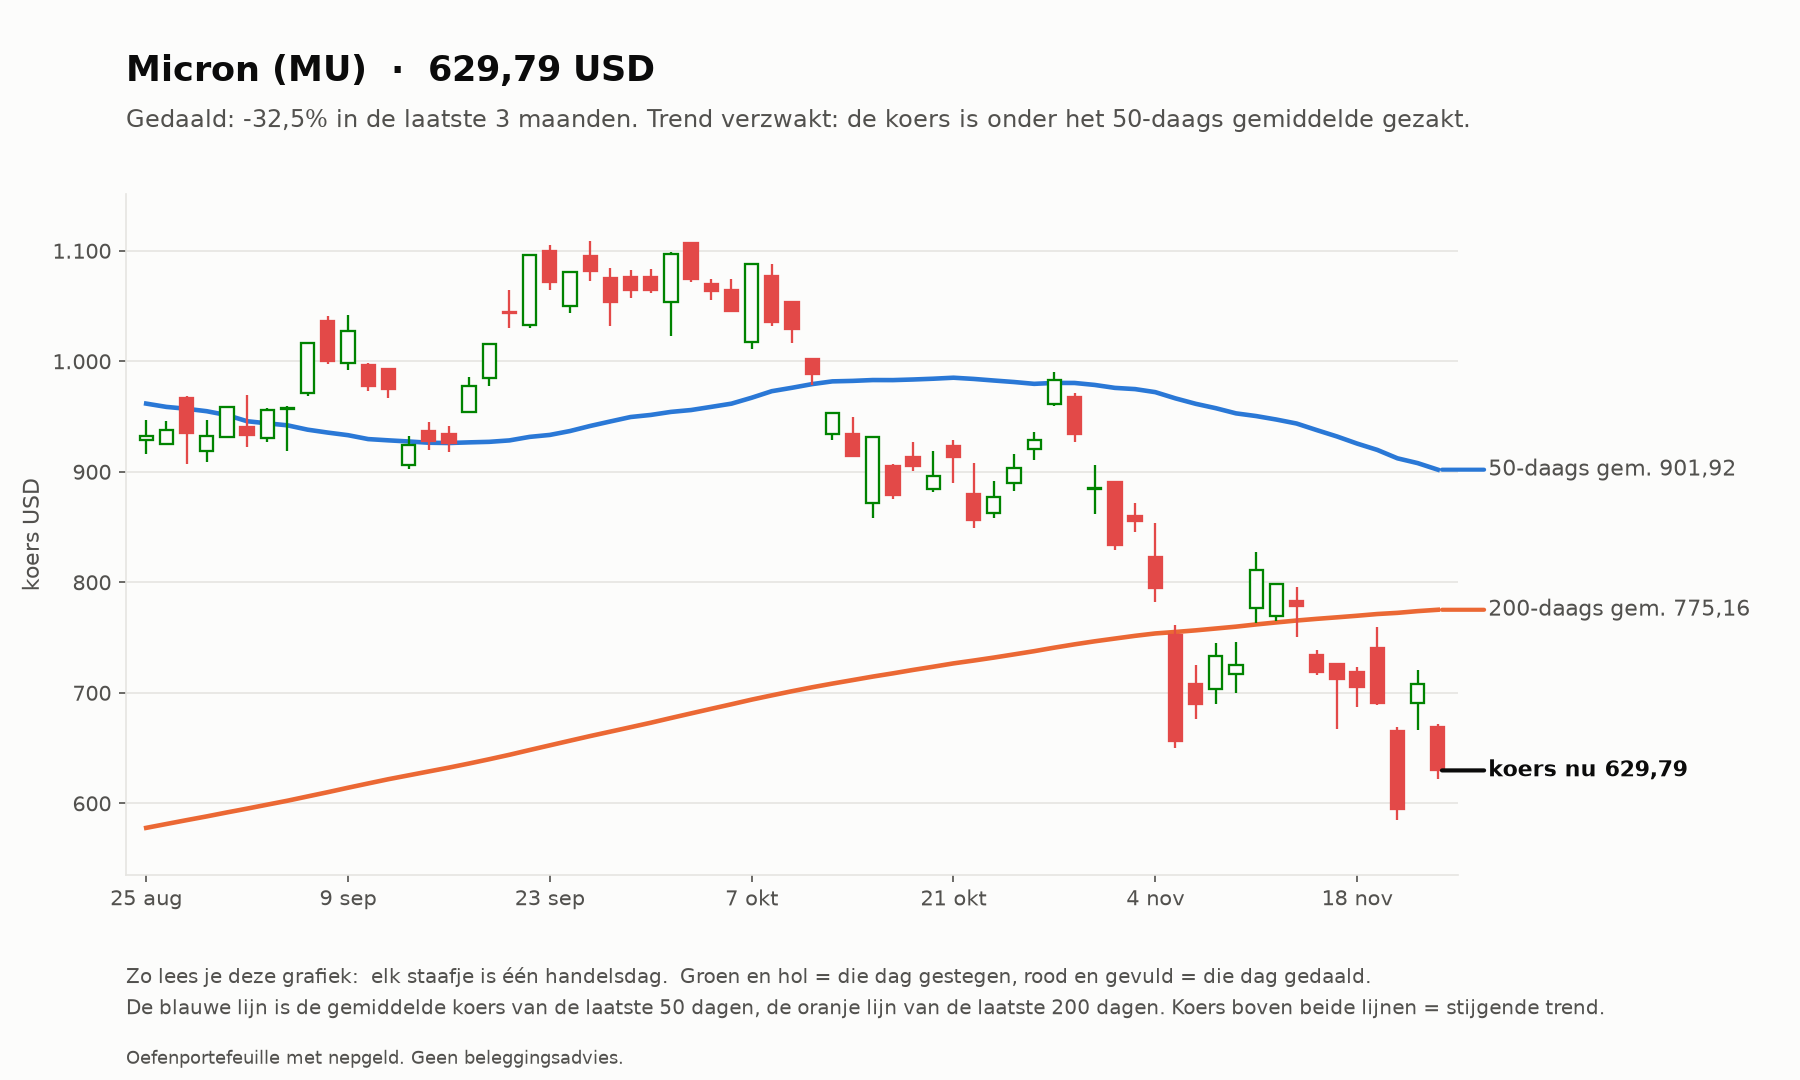 Micron (MU)  ·  629,79 USD
Gedaald: -32,5% in de laatste 3 maanden. Trend verzwakt: de koers is onder het 50-daags gemiddelde gezakt.
koers USD
1.100
1.000
900
800
700
600
50-daags gem. 901,92
200-daags gem. 775,16
koers nu 629,79
25 aug
9 sep
23 sep
7 okt
21 okt
4 nov
18 nov
Zo lees je deze grafiek:  elk staafje is één handelsdag.  Groen en hol = die dag gestegen, rood en gevuld = die dag gedaald.
De blauwe lijn is de gemiddelde koers van de laatste 50 dagen, de oranje lijn van de laatste 200 dagen. Koers boven beide lijnen = stijgende trend.
Oefenportefeuille met nepgeld. Geen beleggingsadvies.